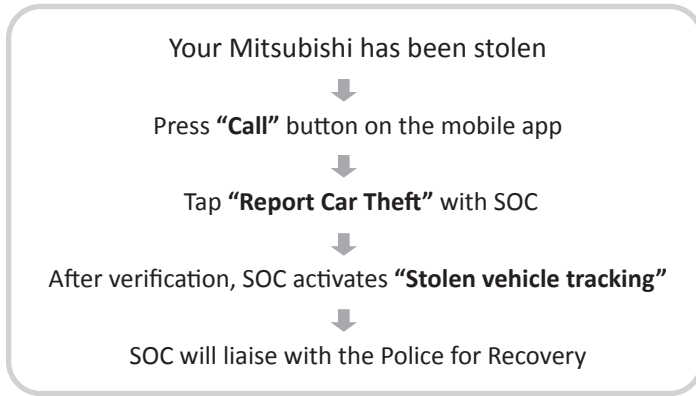 Your Mitsubishi has been stolen
Press “Call” button on the mobile app
Tap “Report Car Theft” with SOC
After verification, SOC activates “Stolen vehicle tracking”
SOC will liaise with the Police for Recovery